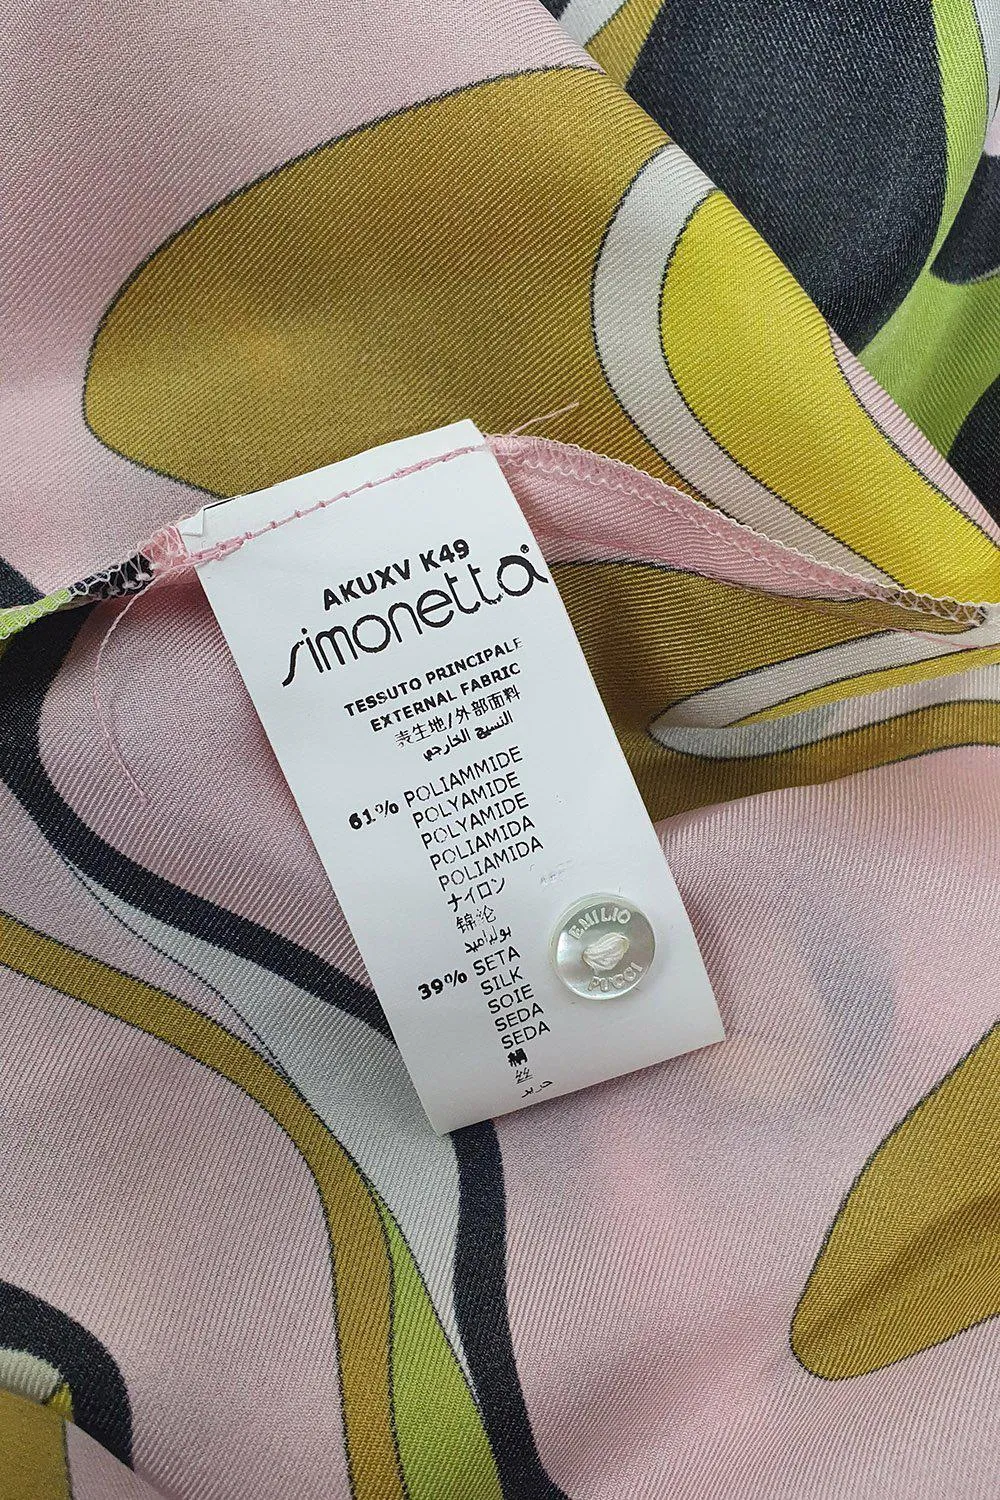 AKUXV K49
simonetta®
TESSUTO PRINCIPALE
EXTERNAL FABRIC
表生地/外部面料
النسيج الخارجي
61% POLIAMMIDE
POLYAMIDE
POLYAMIDE
POLIAMIDA
POLIAMIDA
ナイロン
锦纶
بولياميد
39% SETA
SILK
SOIE
SEDA
SEDA
絹
丝
EMILIO
PUCCI